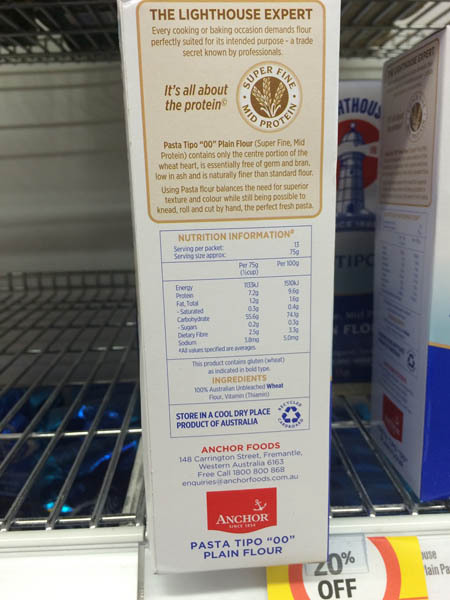 THE LIGHTHOUSE EXPERT
Every cooking or baking occasion demands flour
perfectly suited for its intended purpose - a trade
secret known by professionals.
It's all about
the protein©
SUPER FINE
MID PROTEIN
Pasta Tipo "00" Plain Flour (Super Fine, Mid
Protein) contains only the centre portion of the
wheat heart, is essentially free of germ and bran,
low in ash and is naturally finer than standard flour.
Using Pasta flour balances the need for superior
texture and colour while still being possible to
knead, roll and cut by hand, the perfect fresh pasta.
NUTRITION INFORMATION#
Serving per packet: 13
Serving size approx: 75g
Per 75g Per 100g
(½cup)
Energy 1133kJ 1510kJ
Protein 7.2g 9.6g
Fat, Total 1.2g 1.6g
- Saturated 0.3g 0.4g
Carbohydrate 55.6g 74.1g
- Sugars 0.2g 0.3g
Dietary Fibre 2.5g 3.3g
Sodium 3.8mg 5.0mg
#All values specified are averages.
This product contains gluten (wheat)
as indicated in bold type.
INGREDIENTS
100% Australian Unbleached Wheat
Flour, Vitamin (Thiamin)
STORE IN A COOL DRY PLACE
PRODUCT OF AUSTRALIA
RECYCLED
CARDBOARD
ANCHOR FOODS
148 Carrington Street, Fremantle,
Western Australia 6163
Free Call 1800 800 868
enquiries@anchorfoods.com.au
ANCHOR
SINCE 1854
PASTA TIPO "00"
PLAIN FLOUR
20%
OFF
THE LIGHTHOUSE EXPERT